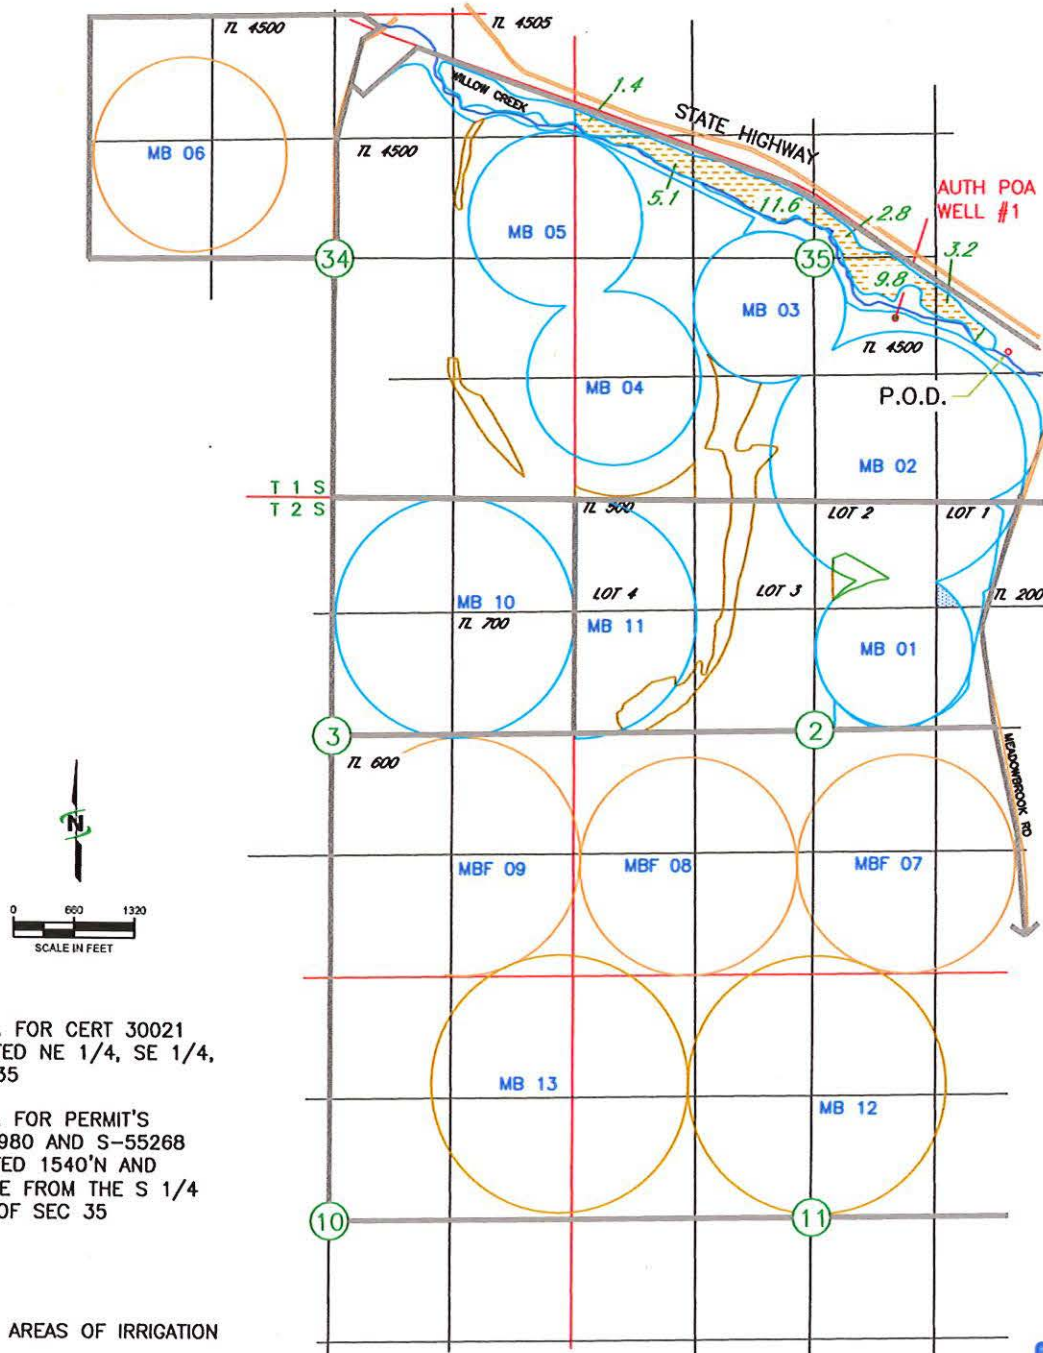 TL 4500
TL 4505
WILLOW CREEK
1.4
STATE HIGHWAY
MB 06
TL 4500
5.1
11.6
2.8
AUTH POA
WELL #1
3.2
9.8
MB 05
34
35
MB 03
TL 4500
MB 04
P.O.D.
MB 02
T 1 S
T 2 S
TL 500
LOT 2
LOT 1
MB 10
TL 700
LOT 4
MB 11
LOT 3
TL 200
MB 01
3
2
TL 600
MEADOWBROOK RD
N
MBF 09
MBF 08
MBF 07
0 660 1320
SCALE IN FEET
FOR CERT 30021
TED NE 1/4, SE 1/4,
35
MB 13
MB 12
FOR PERMIT'S
980 AND S-55268
TED 1540'N AND
E FROM THE S 1/4
OF SEC 35
10
11
AREAS OF IRRIGATION